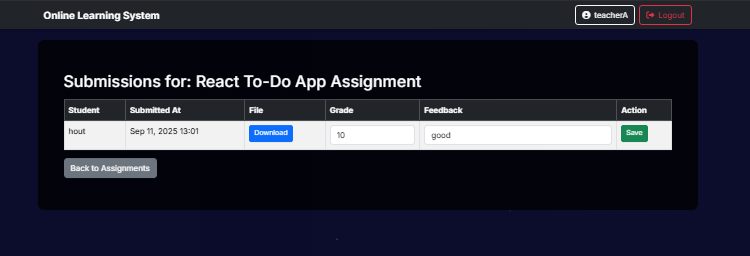 Online Learning System teacherA Logout
Submissions for: React To-Do App Assignment
Student Submitted At File Grade Feedback Action
hout Sep 11, 2025 13:01 Download 10 good Save
Back to Assignments